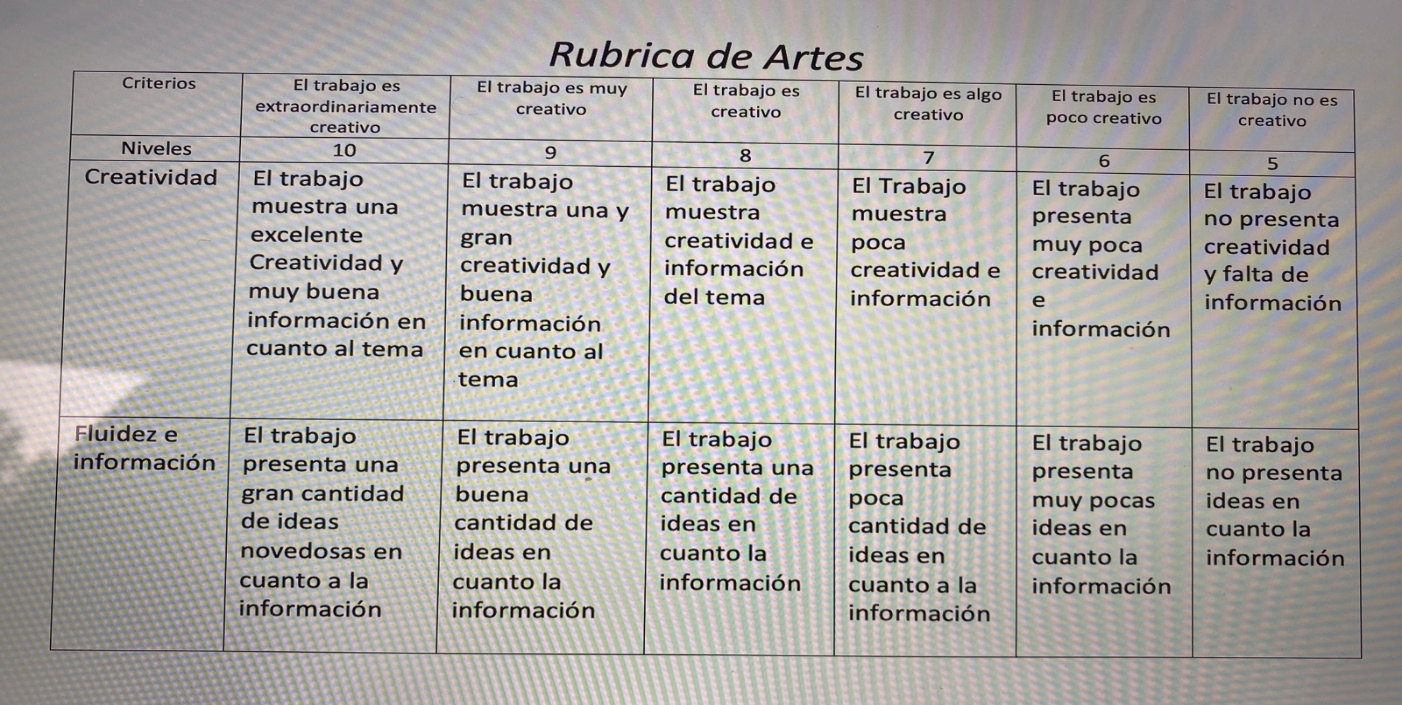 Rubrica de Artes
Criterios
El trabajo es
extraordinariamente
creativo
El trabajo es muy
creativo
El trabajo es
creativo
El trabajo es algo
creativo
El trabajo es
poco creativo
El trabajo no es
creativo
Niveles
10
9
8
7
6
5
Creatividad
El trabajo
muestra una
excelente
Creatividad y
muy buena
información en
cuanto al tema
El trabajo
muestra una y
gran
creatividad y
buena
información
en cuanto al
tema
El trabajo
muestra
creatividad e
información
del tema
El Trabajo
muestra
poca
creatividad e
información
El trabajo
presenta
muy poca
creatividad
e
información
El trabajo
no presenta
creatividad
y falta de
información
Fluidez e
información
El trabajo
presenta una
gran cantidad
de ideas
novedosas en
cuanto a la
información
El trabajo
presenta una
buena
cantidad de
ideas en
cuanto la
información
El trabajo
presenta una
cantidad de
ideas en
cuanto la
información
El trabajo
presenta
poca
cantidad de
ideas en
cuanto a la
información
El trabajo
presenta
muy pocas
ideas en
cuanto la
información
El trabajo
no presenta
ideas en
cuanto la
información